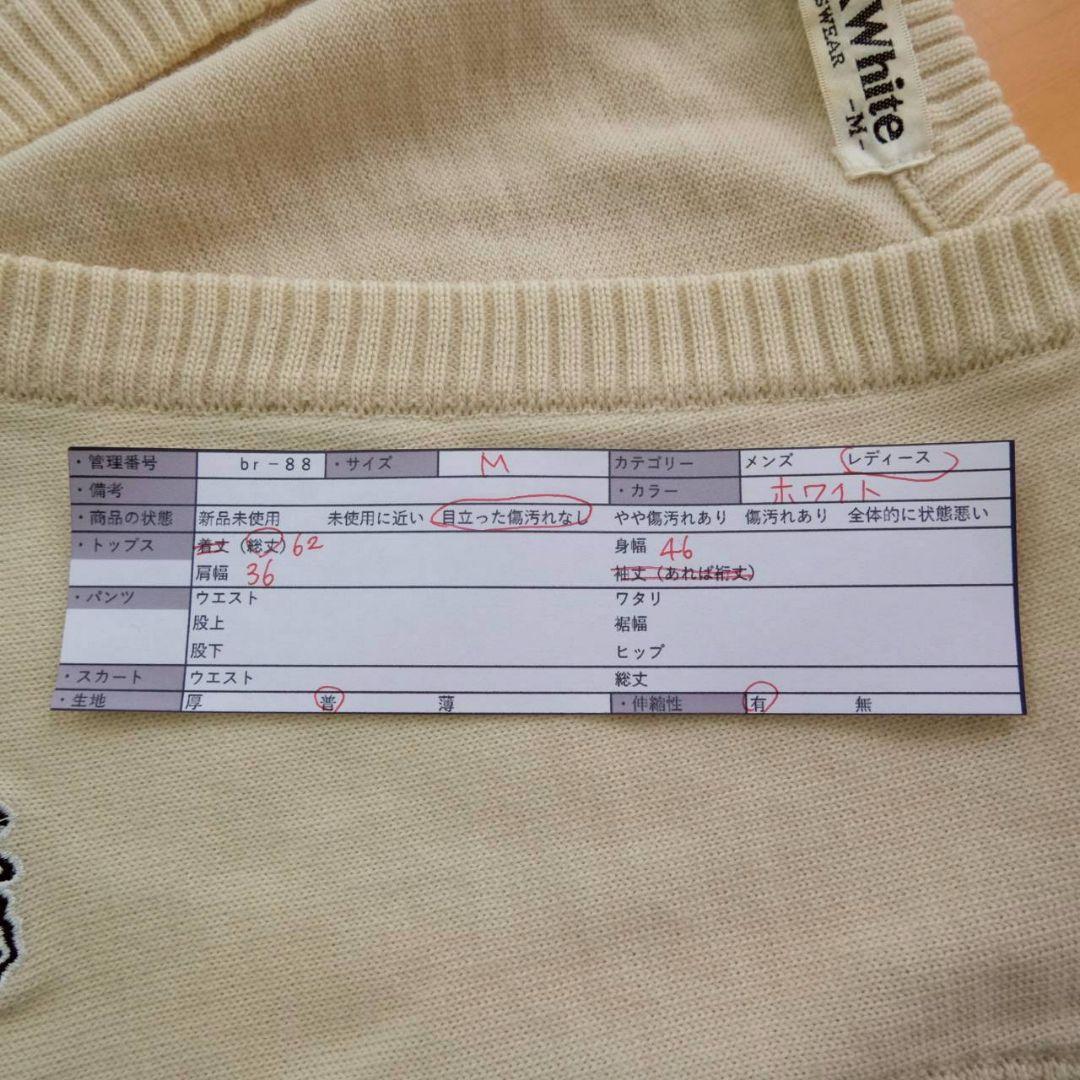 White
SWEAR
-M-
・管理番号 br-88 ・サイズ M カテゴリー メンズ レディース
・備考 ・カラー ホワイト
・商品の状態 新品未使用 未使用に近い 目立った傷汚れなし やや傷汚れあり 傷汚れあり 全体的に状態悪い
・トップス 着丈 (総丈) 62 身幅 46
肩幅 36 袖丈 (あれば裄丈)
・パンツ ウエスト ワタリ
股上 裾幅
股下 ヒップ
・スカート ウエスト 総丈
・生地 厚 普 薄 ・伸縮性 有 無